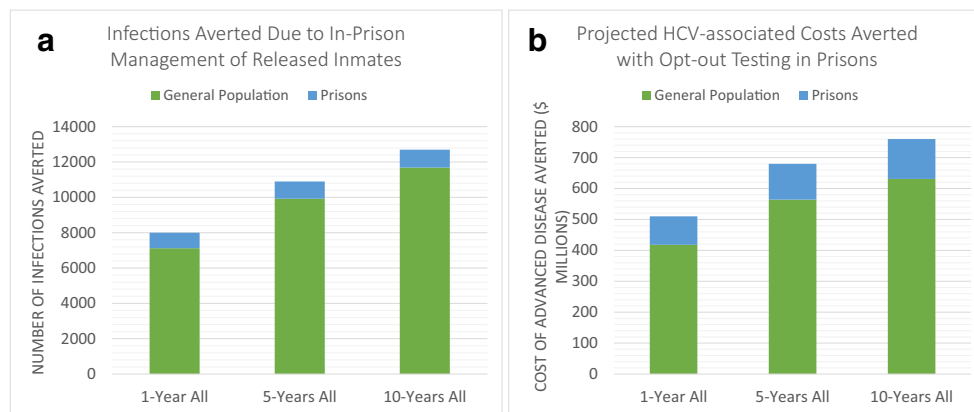 a
Infections Averted Due to In-Prison
Management of Released Inmates
General Population
Prisons
NUMBER OF INFECTIONS AVERTED
14000
12000
10000
8000
6000
4000
2000
0
1-Year All
5-Years All
10-Years All
b
Projected HCV-associated Costs Averted
with Opt-out Testing in Prisons
General Population
Prisons
COST OF ADVANCED DISEASE AVERTED ($
MILLIONS)
800
700
600
500
400
300
200
100
0
1-Year All
5-Years All
10-Years All